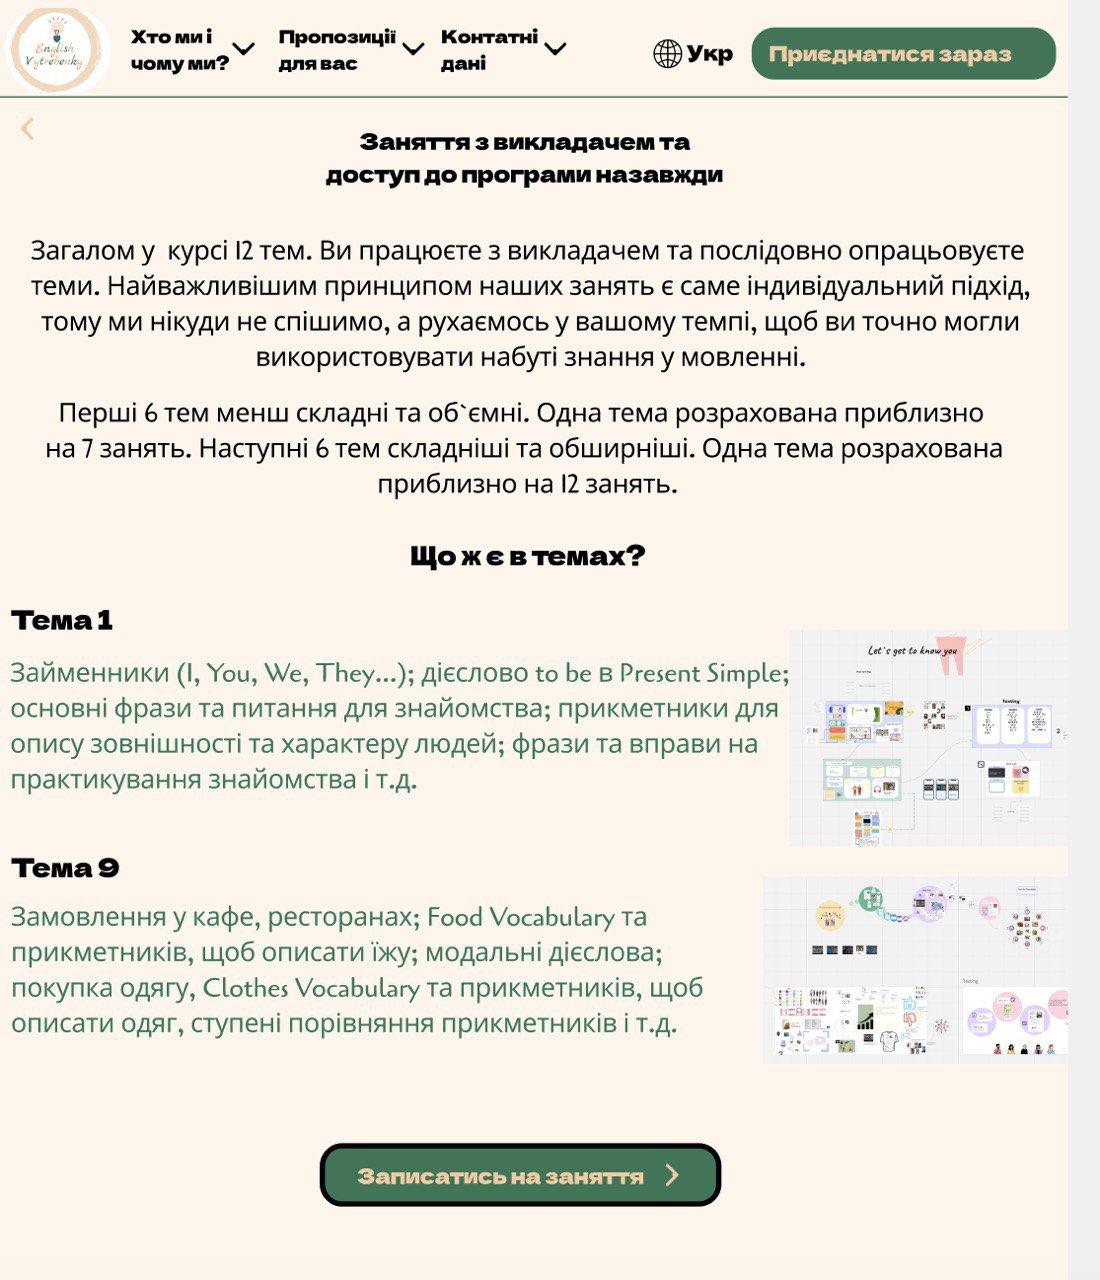 English
Vytrebenky
Хто ми і
чому ми?
Пропозиції
для вас
Контатні
дані
Укр
Приєднатися зараз
Заняття з викладачем та
доступ до програми назавжди
Загалом у  курсі 12 тем. Ви працюєте з викладачем та послідовно опрацьовуєте
теми. Найважливішим принципом наших занять є саме індивідуальний підхід,
тому ми нікуди не спішимо, а рухаємось у вашому темпі, щоб ви точно могли
використовувати набуті знання у мовленні.
Перші 6 тем менш складні та об`ємні. Одна тема розрахована приблизно
на 7 занять. Наступні 6 тем складніші та обширніші. Одна тема розрахована
приблизно на 12 занять.
Що ж є в темах?
Тема 1
Займенники (I, You, We, They...); дієслово to be в Present Simple;
основні фрази та питання для знайомства; прикметники для
опису зовнішності та характеру людей; фрази та вправи на
практикування знайомства і т.д.
Let's get to know you
Testing
Тема 9
Замовлення у кафе, ресторанах; Food Vocabulary та
прикметників, щоб описати їжу; модальні дієслова;
покупка одягу, Clothes Vocabulary та прикметників, щоб
описати одяг, ступені порівняння прикметників і т.д.
Testing
Записатись на заняття